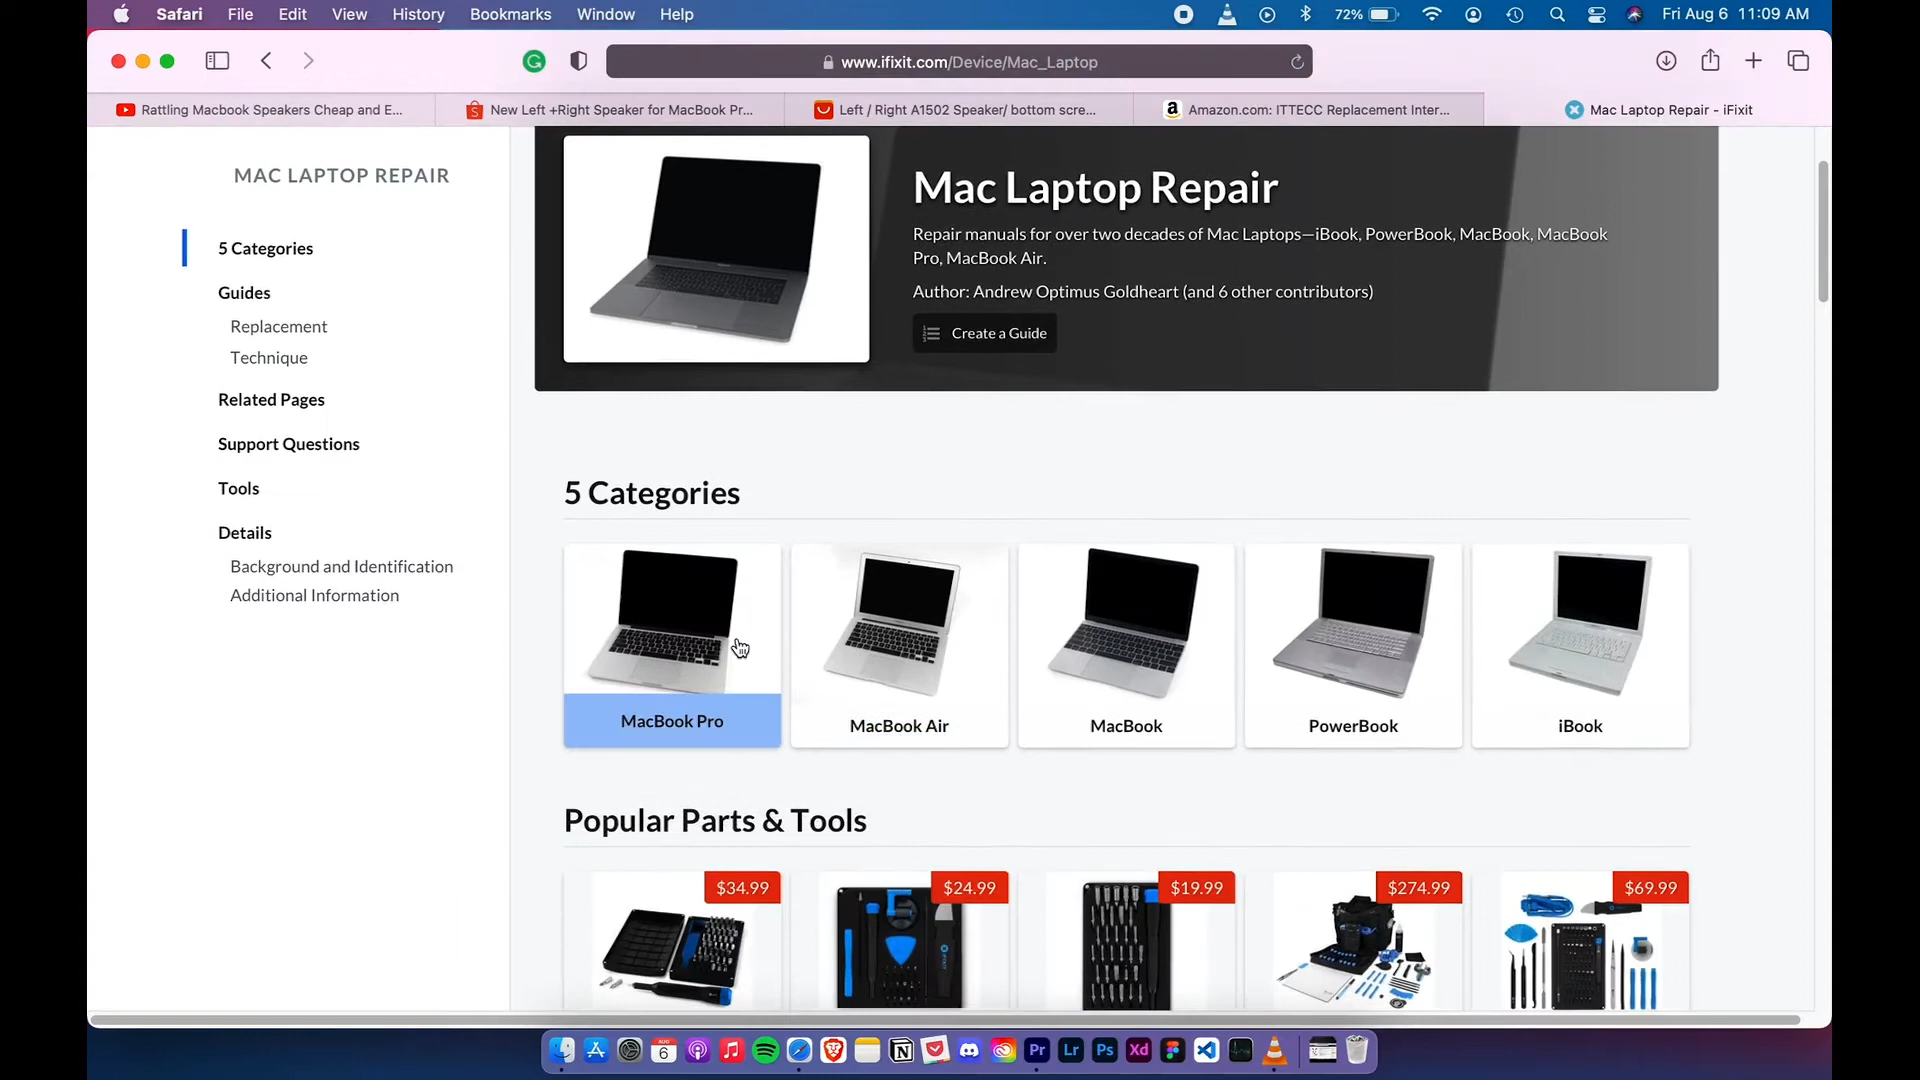 Safari File Edit View History Bookmarks Window Help 72% Fri Aug 6 11:09 AM
www.ifixit.com/Device/Mac_Laptop
Rattling Macbook Speakers Cheap and E... New Left +Right Speaker for MacBook Pr... Left / Right A1502 Speaker/ bottom scre... Amazon.com: ITTECC Replacement Inter... Mac Laptop Repair - iFixit
MAC LAPTOP REPAIR
5 Categories
Guides
Replacement
Technique
Related Pages
Support Questions
Tools
Details
Background and Identification
Additional Information
Mac Laptop Repair
Repair manuals for over two decades of Mac Laptops—iBook, PowerBook, MacBook, MacBook
Pro, MacBook Air.
Author: Andrew Optimus Goldheart (and 6 other contributors)
Create a Guide
5 Categories
MacBook Pro MacBook Air MacBook PowerBook iBook
Popular Parts & Tools
$34.99 $24.99 $19.99 $274.99 $69.99
AUG
6 Pr Lr Ps Xd